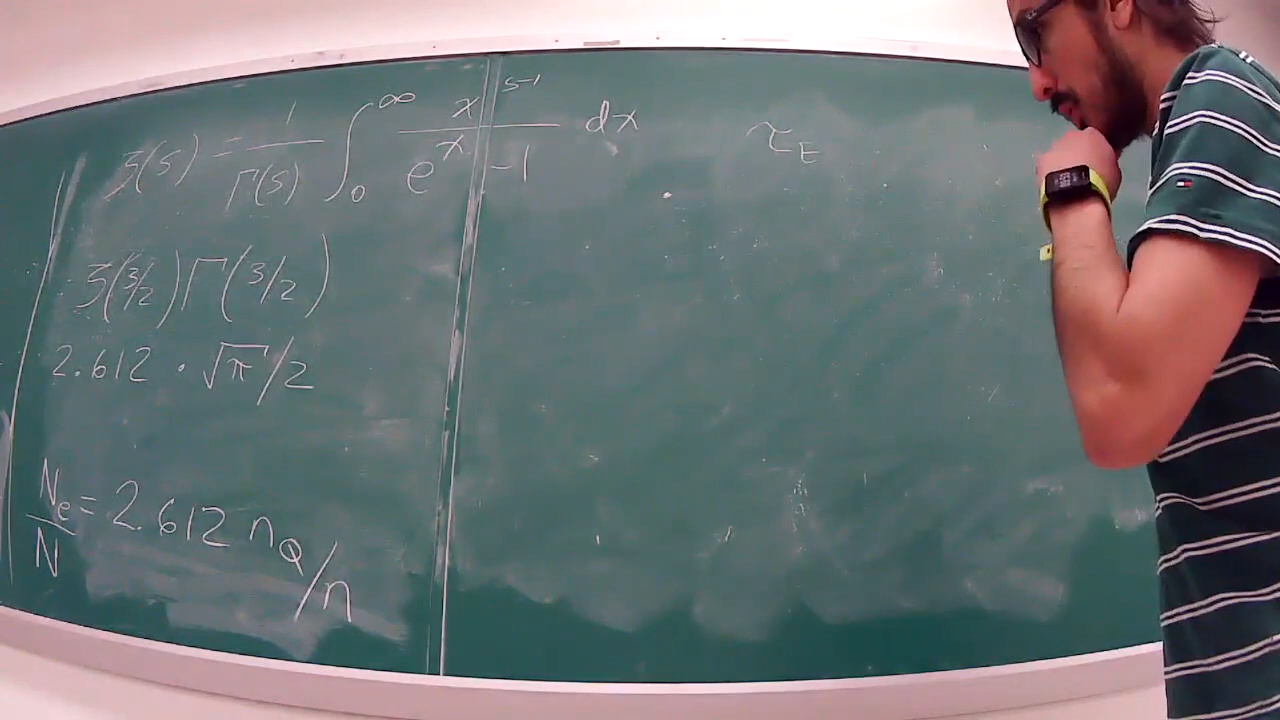 ζ(s) = 1/Γ(s) ∫₀^∞ x^(s-1)/(e^x - 1) dx
ζ(3/2)Γ(3/2)
2.612 · √π/2
N_e/N = 2.612 n_Q/n
τ_E